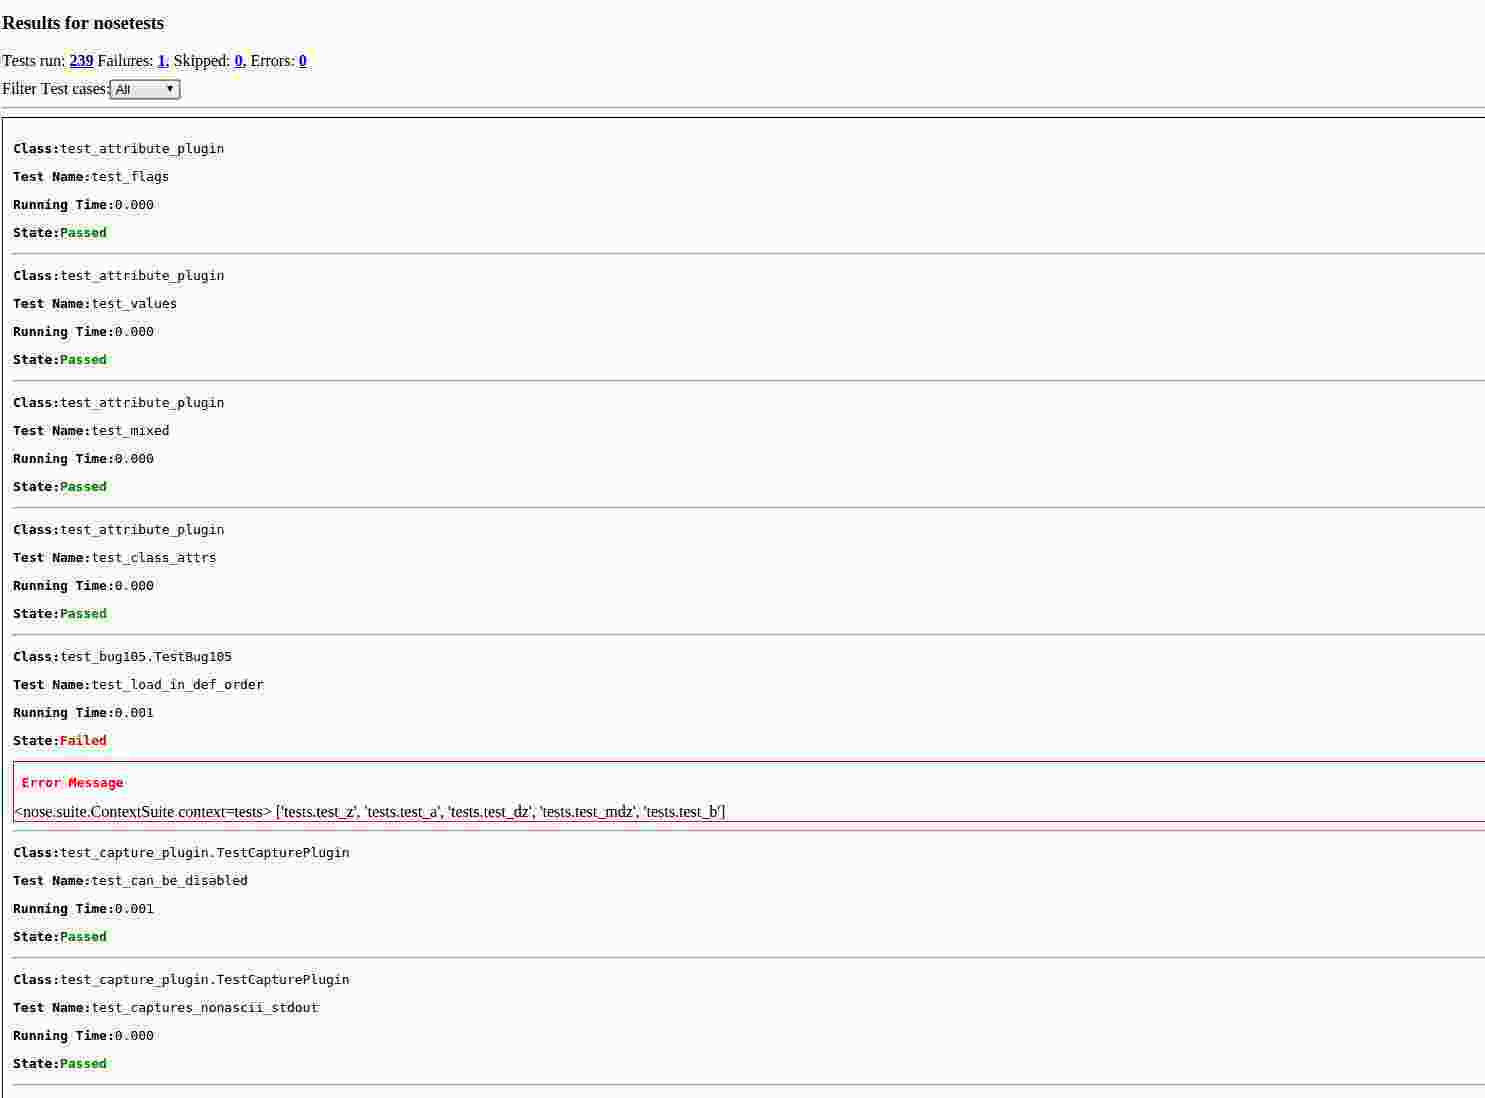 Results for nosetests
Tests run: 239 Failures: 1, Skipped: 0, Errors: 0
Filter Test cases: All
Class:test_attribute_plugin
Test Name:test_flags
Running Time:0.000
State:Passed
Class:test_attribute_plugin
Test Name:test_values
Running Time:0.000
State:Passed
Class:test_attribute_plugin
Test Name:test_mixed
Running Time:0.000
State:Passed
Class:test_attribute_plugin
Test Name:test_class_attrs
Running Time:0.000
State:Passed
Class:test_bug105.TestBug105
Test Name:test_load_in_def_order
Running Time:0.001
State:Failed
Error Message
<nose.suite.ContextSuite context=tests> ['tests.test_z', 'tests.test_a', 'tests.test_dz', 'tests.test_mdz', 'tests.test_b']
Class:test_capture_plugin.TestCapturePlugin
Test Name:test_can_be_disabled
Running Time:0.001
State:Passed
Class:test_capture_plugin.TestCapturePlugin
Test Name:test_captures_nonascii_stdout
Running Time:0.000
State:Passed